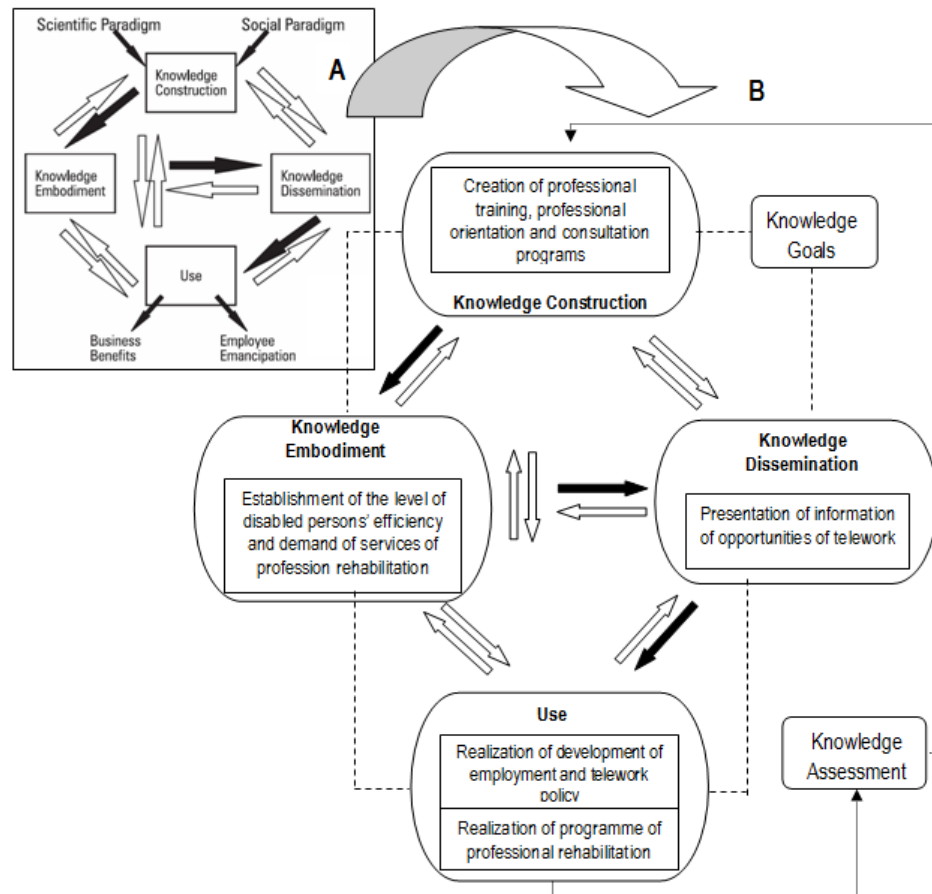 Scientific Paradigm
Social Paradigm
Knowledge
Construction
Knowledge
Embodiment
Knowledge
Dissemination
Use
Business
Benefits
Employee
Emancipation
A
B
Creation of professional
training, professional
orientation and consultation
programs
Knowledge Construction
Knowledge
Goals
Knowledge
Embodiment
Establishment of the level of
disabled persons' efficiency
and demand of services of
profession rehabilitation
Knowledge
Dissemination
Presentation of information
of opportunities of telework
Use
Realization of development of
employment and telework
policy
Realization of programme of
professional rehabilitation
Knowledge
Assessment